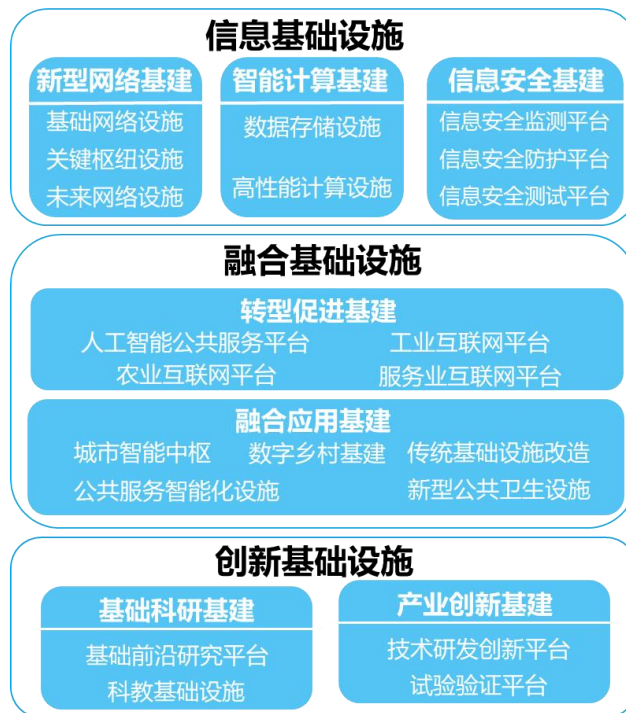 信息基础设施
新型网络基建
基础网络设施
关键枢纽设施
未来网络设施
智能计算基建
数据存储设施
高性能计算设施
信息安全基建
信息安全监测平台
信息安全防护平台
信息安全测试平台
融合基础设施
转型促进基建
人工智能公共服务平台 工业互联网平台
农业互联网平台 服务业互联网平台
融合应用基建
城市智能中枢 数字乡村基建 传统基础设施改造
公共服务智能化设施 新型公共卫生设施
创新基础设施
基础科研基建
基础前沿研究平台
科教基础设施
产业创新基建
技术研发创新平台
试验验证平台